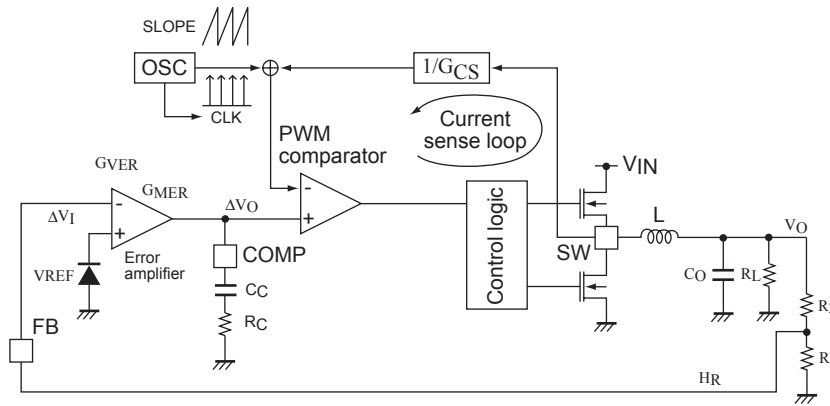 SLOPE
OSC
CLK
1/GCS
Current
sense loop
PWM
comparator
-
+
GVER
GMER
ΔVI
-
+
ΔVO
VREF
Error
amplifier
COMP
CC
RC
FB
Control logic
VIN
SW
L
VO
CO
RL
HR